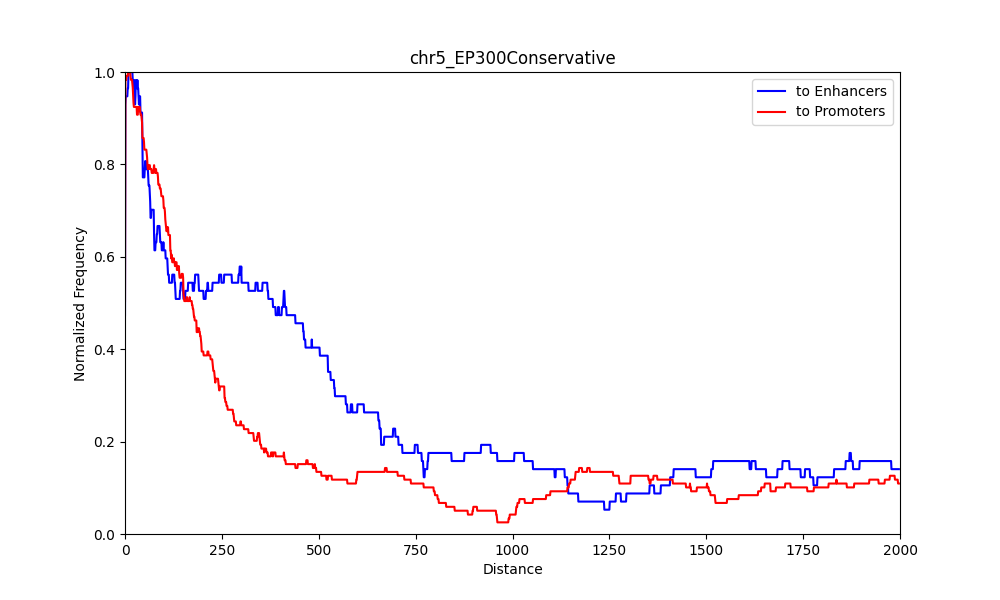 chr5_EP300Conservative
to Enhancers
to Promoters
Normalized Frequency
1.0
0.8
0.6
0.4
0.2
0.0
0 250 500 750 1000 1250 1500 1750 2000
Distance